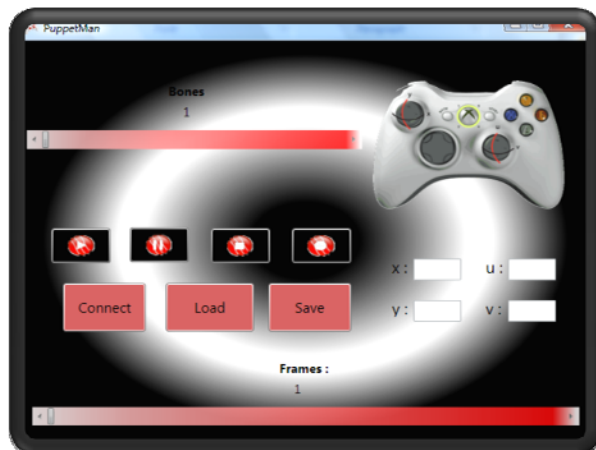 PuppetMan
Bones
1
x : u :
Connect Load Save
y : v :
Frames :
1